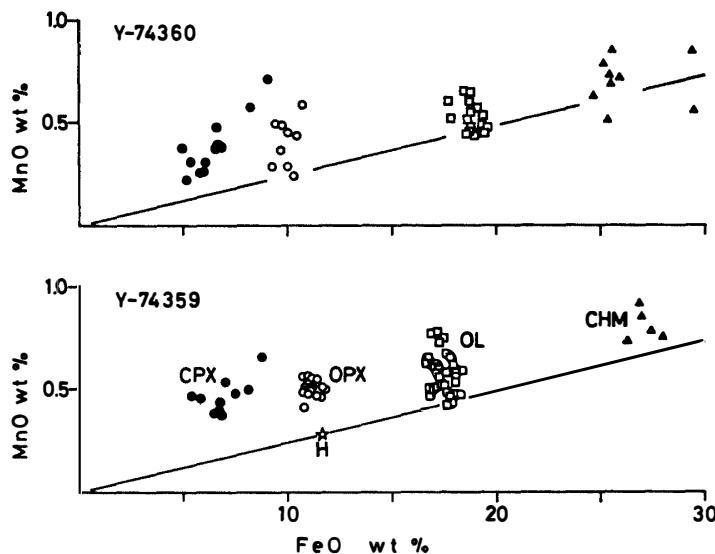 1.0
Y-74360
0.5
MnO wt %
1.0
Y-74359
CPX
OPX
OL
CHM
0.5
MnO wt %
H
10
20
30
FeO wt %